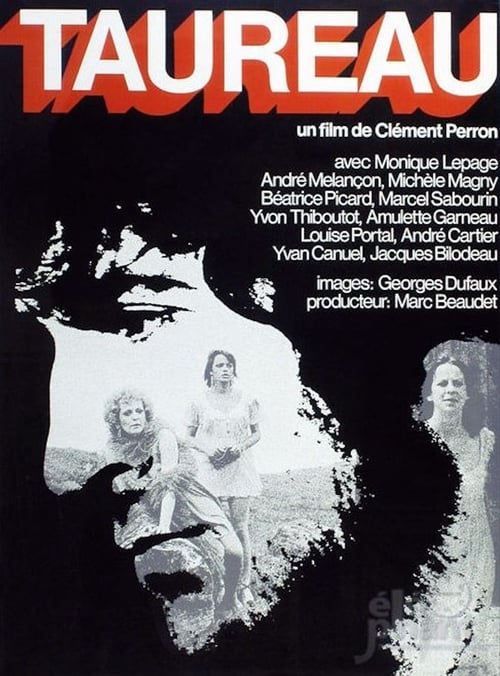 TAUREAU
un film de Clément Perron
avec Monique Lepage
André Melançon, Michèle Magny
Béatrice Picard, Marcel Sabourin
Yvon Thiboutot, Amulette Garneau
Louise Portal, André Cartier
Yvan Canuel, Jacques Bilodeau
images: Georges Dufaux
producteur: Marc Beaudet